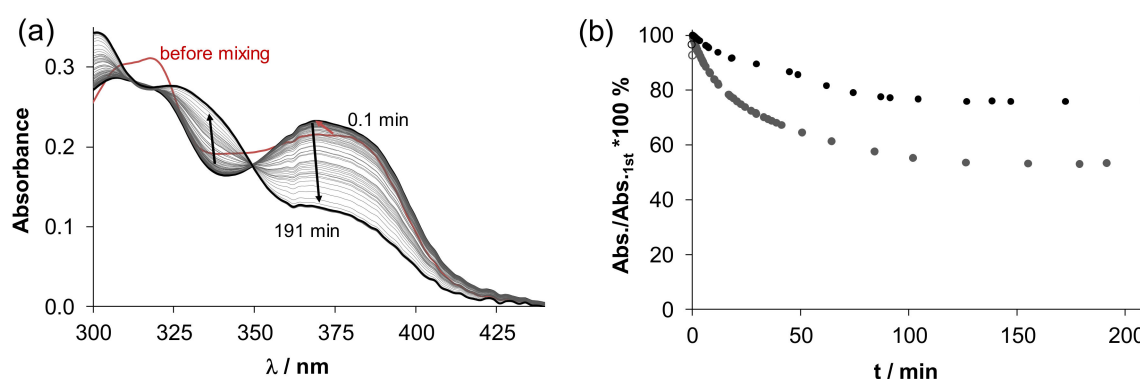 (a)
Absorbance
0.3
0.2
0.1
0.0
before mixing
0.1 min
191 min
300
325
350
375
400
425
λ / nm
(b)
Abs./Abs.1st *100 %
100
80
60
40
20
0
0
50
100
150
200
t / min